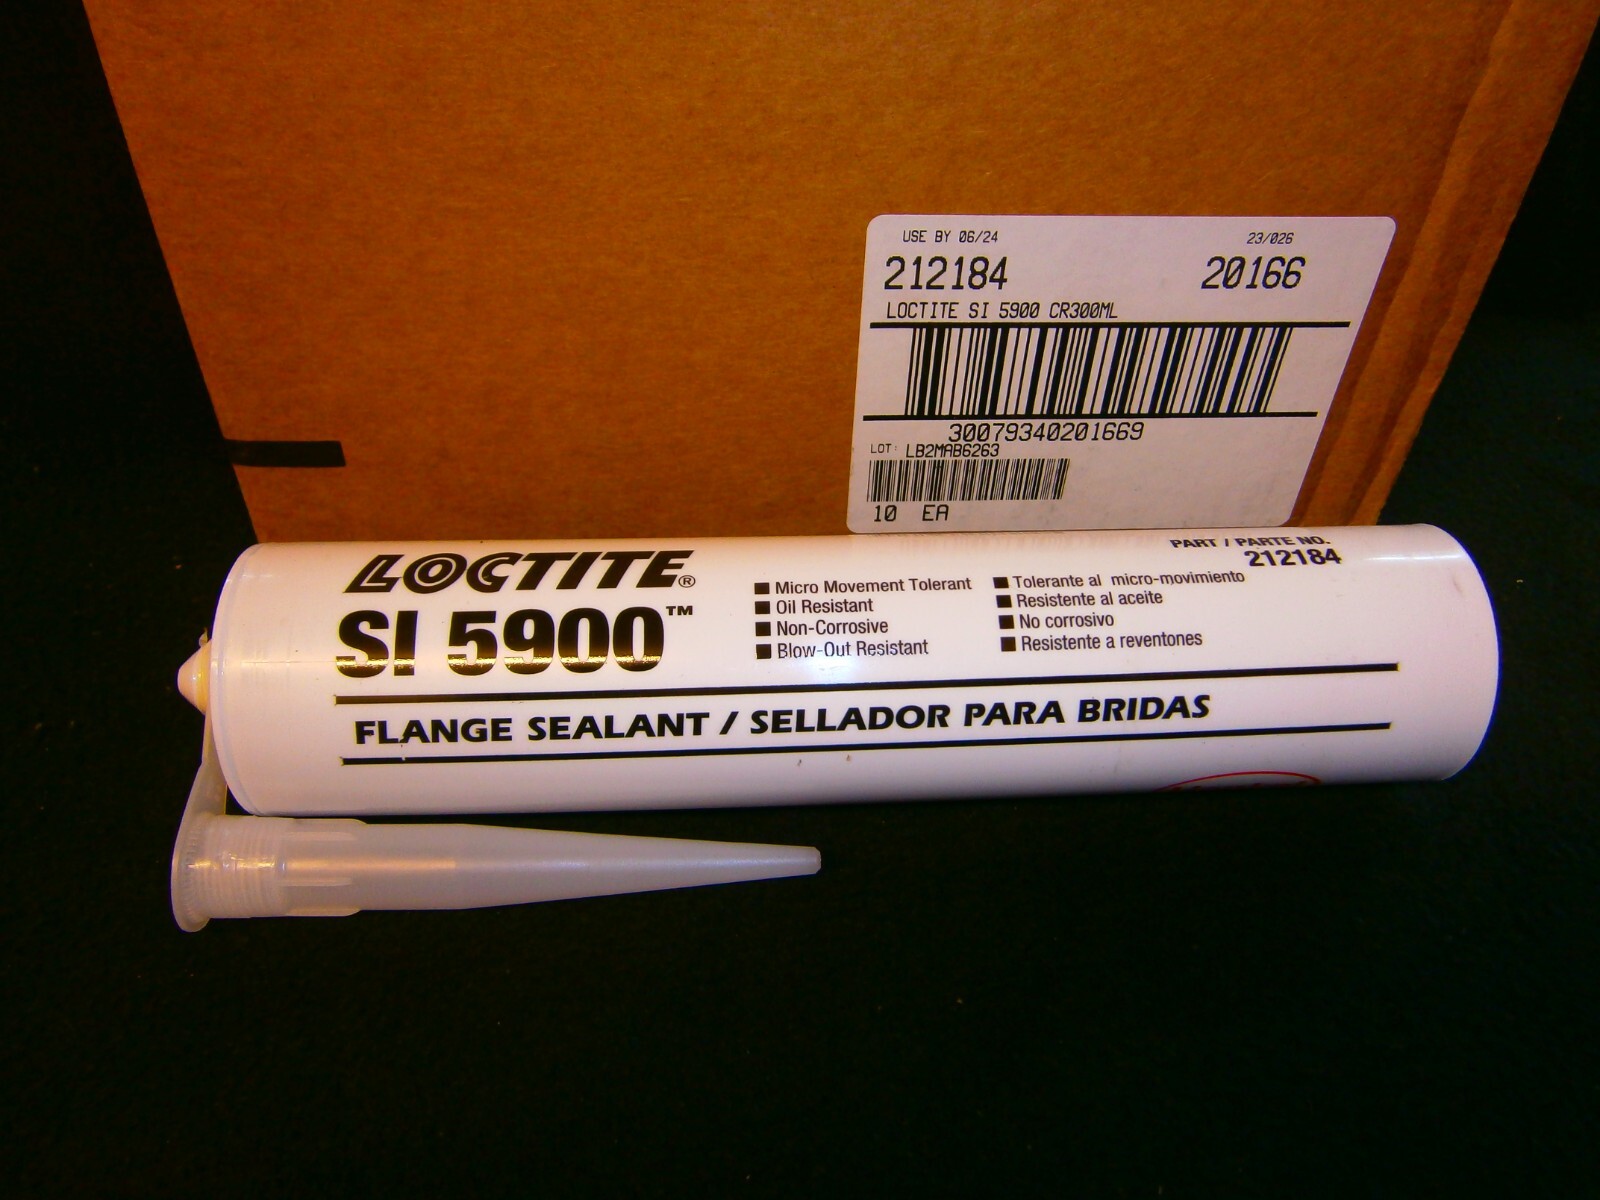 USE BY 06/24 23/026
212184 20166
LOCTITE SI 5900 CR300ML
30079340201669
LOT: LB2MAB6263
10 EA
LOCTITE®
SI 5900™
■ Micro Movement Tolerant
■ Oil Resistant
■ Non-Corrosive
■ Blow-Out Resistant
■ Tolerante al micro-movimiento
■ Resistente al aceite
■ No corrosivo
■ Resistente a reventones
PART / PARTE NO.
212184
FLANGE SEALANT / SELLADOR PARA BRIDAS